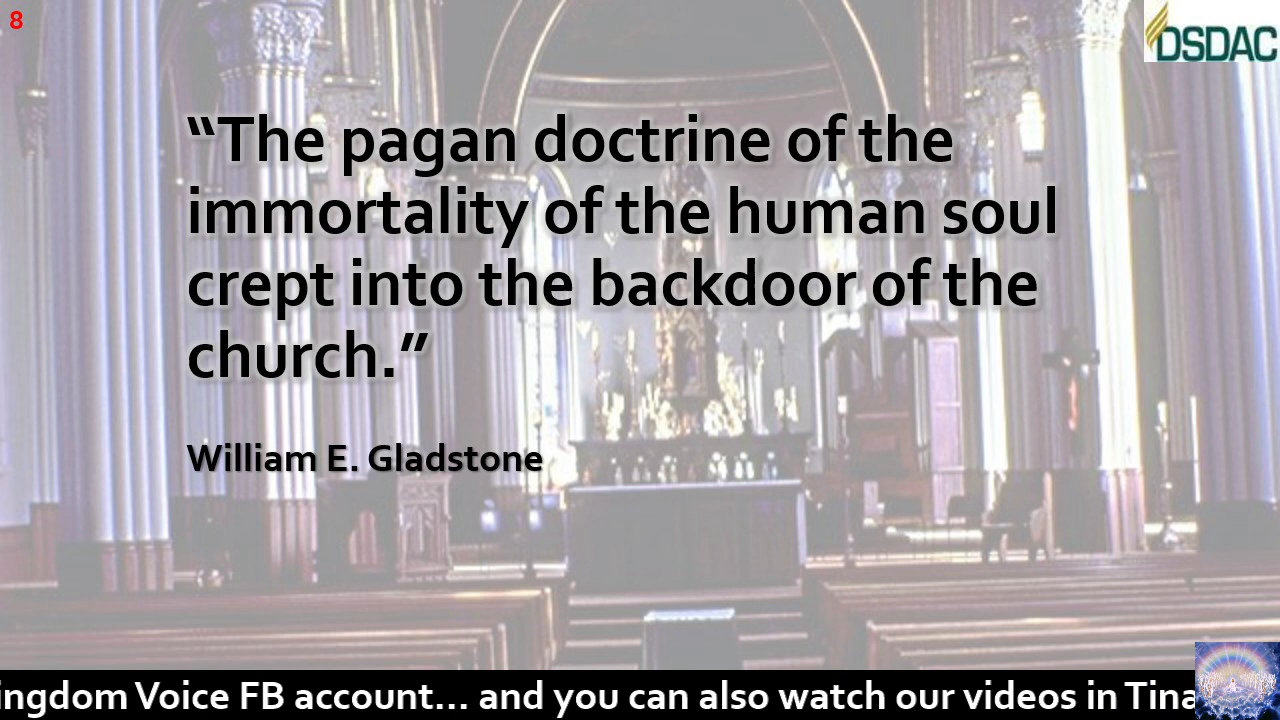 8
DSDAC
“The pagan doctrine of the
immortality of the human soul
crept into the backdoor of the
church.”
William E. Gladstone
ingdom Voice FB account... and you can also watch our videos in Tina